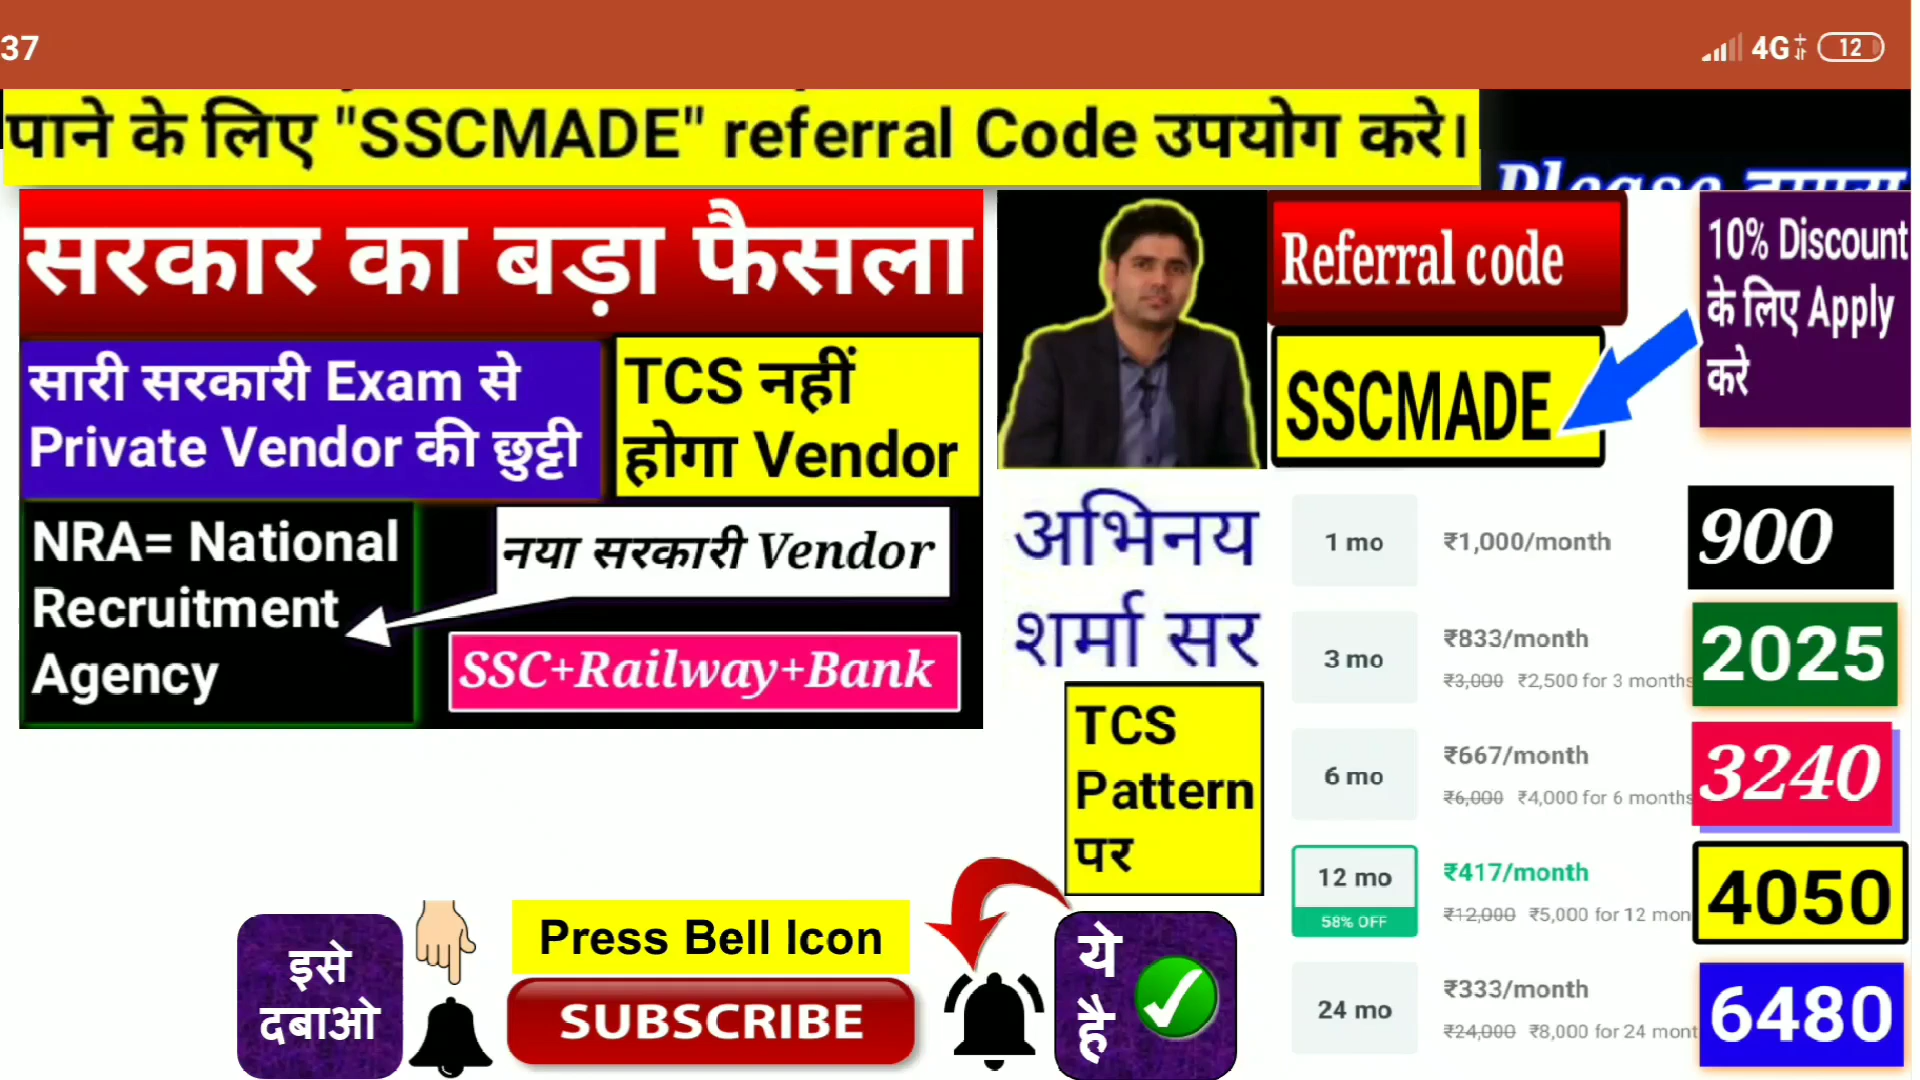 37
4G+
12
पाने के लिए "SSCMADE" referral Code उपयोग करे।
Please
सरकार का बड़ा फैसला
सारी सरकारी Exam से
Private Vendor की छुट्टी
TCS नहीं
होगा Vendor
NRA= National
Recruitment
Agency
नया सरकारी Vendor
SSC+Railway+Bank
Referral code
SSCMADE
10% Discount
के लिए Apply
करे
अभिनय
शर्मा सर
TCS
Pattern
पर
1 mo ₹1,000/month 900
3 mo ₹833/month
₹3,000 ₹2,500 for 3 months
2025
6 mo ₹667/month
₹6,000 ₹4,000 for 6 months
3240
12 mo ₹417/month
58% OFF ₹12,000 ₹5,000 for 12 mon
4050
24 mo ₹333/month
₹24,000 ₹8,000 for 24 mont
6480
इसे
दबाओ
Press Bell Icon
SUBSCRIBE
ये
है